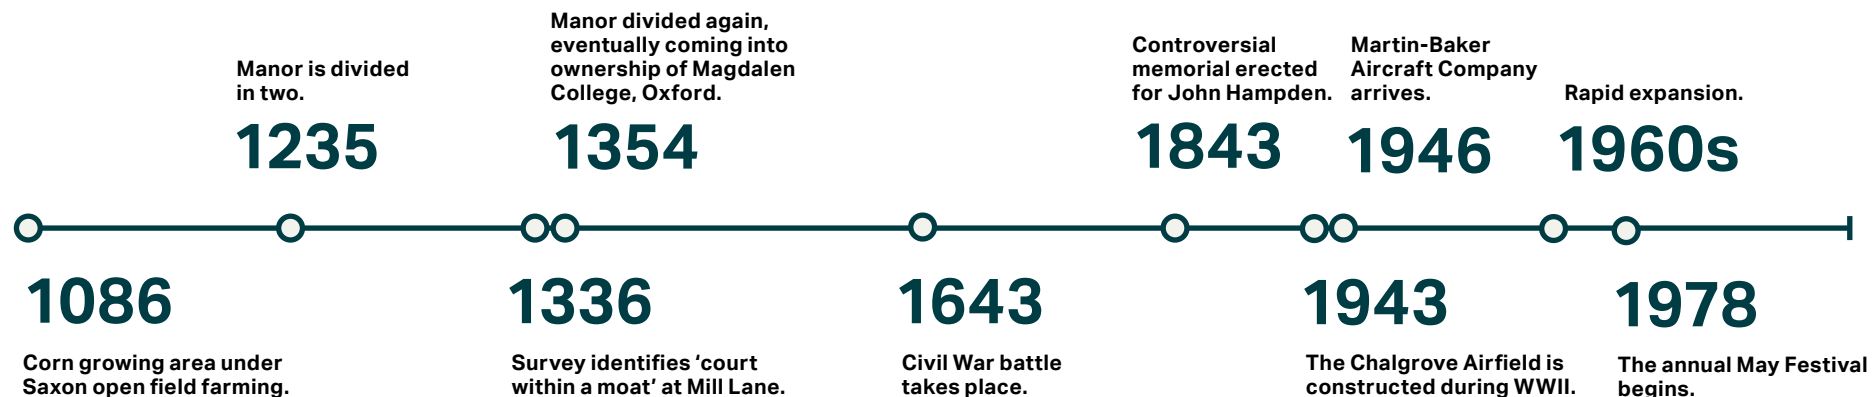 Manor is divided
in two.
1235
Manor divided again,
eventually coming into
ownership of Magdalen
College, Oxford.
1354
Controversial
memorial erected
for John Hampden.
1843
Martin-Baker
Aircraft Company
arrives.
1946
Rapid expansion.
1960s
1086
Corn growing area under
Saxon open field farming.
1336
Survey identifies ‘court
within a moat’ at Mill Lane.
1643
Civil War battle
takes place.
1943
The Chalgrove Airfield is
constructed during WWII.
1978
The annual May Festival
begins.